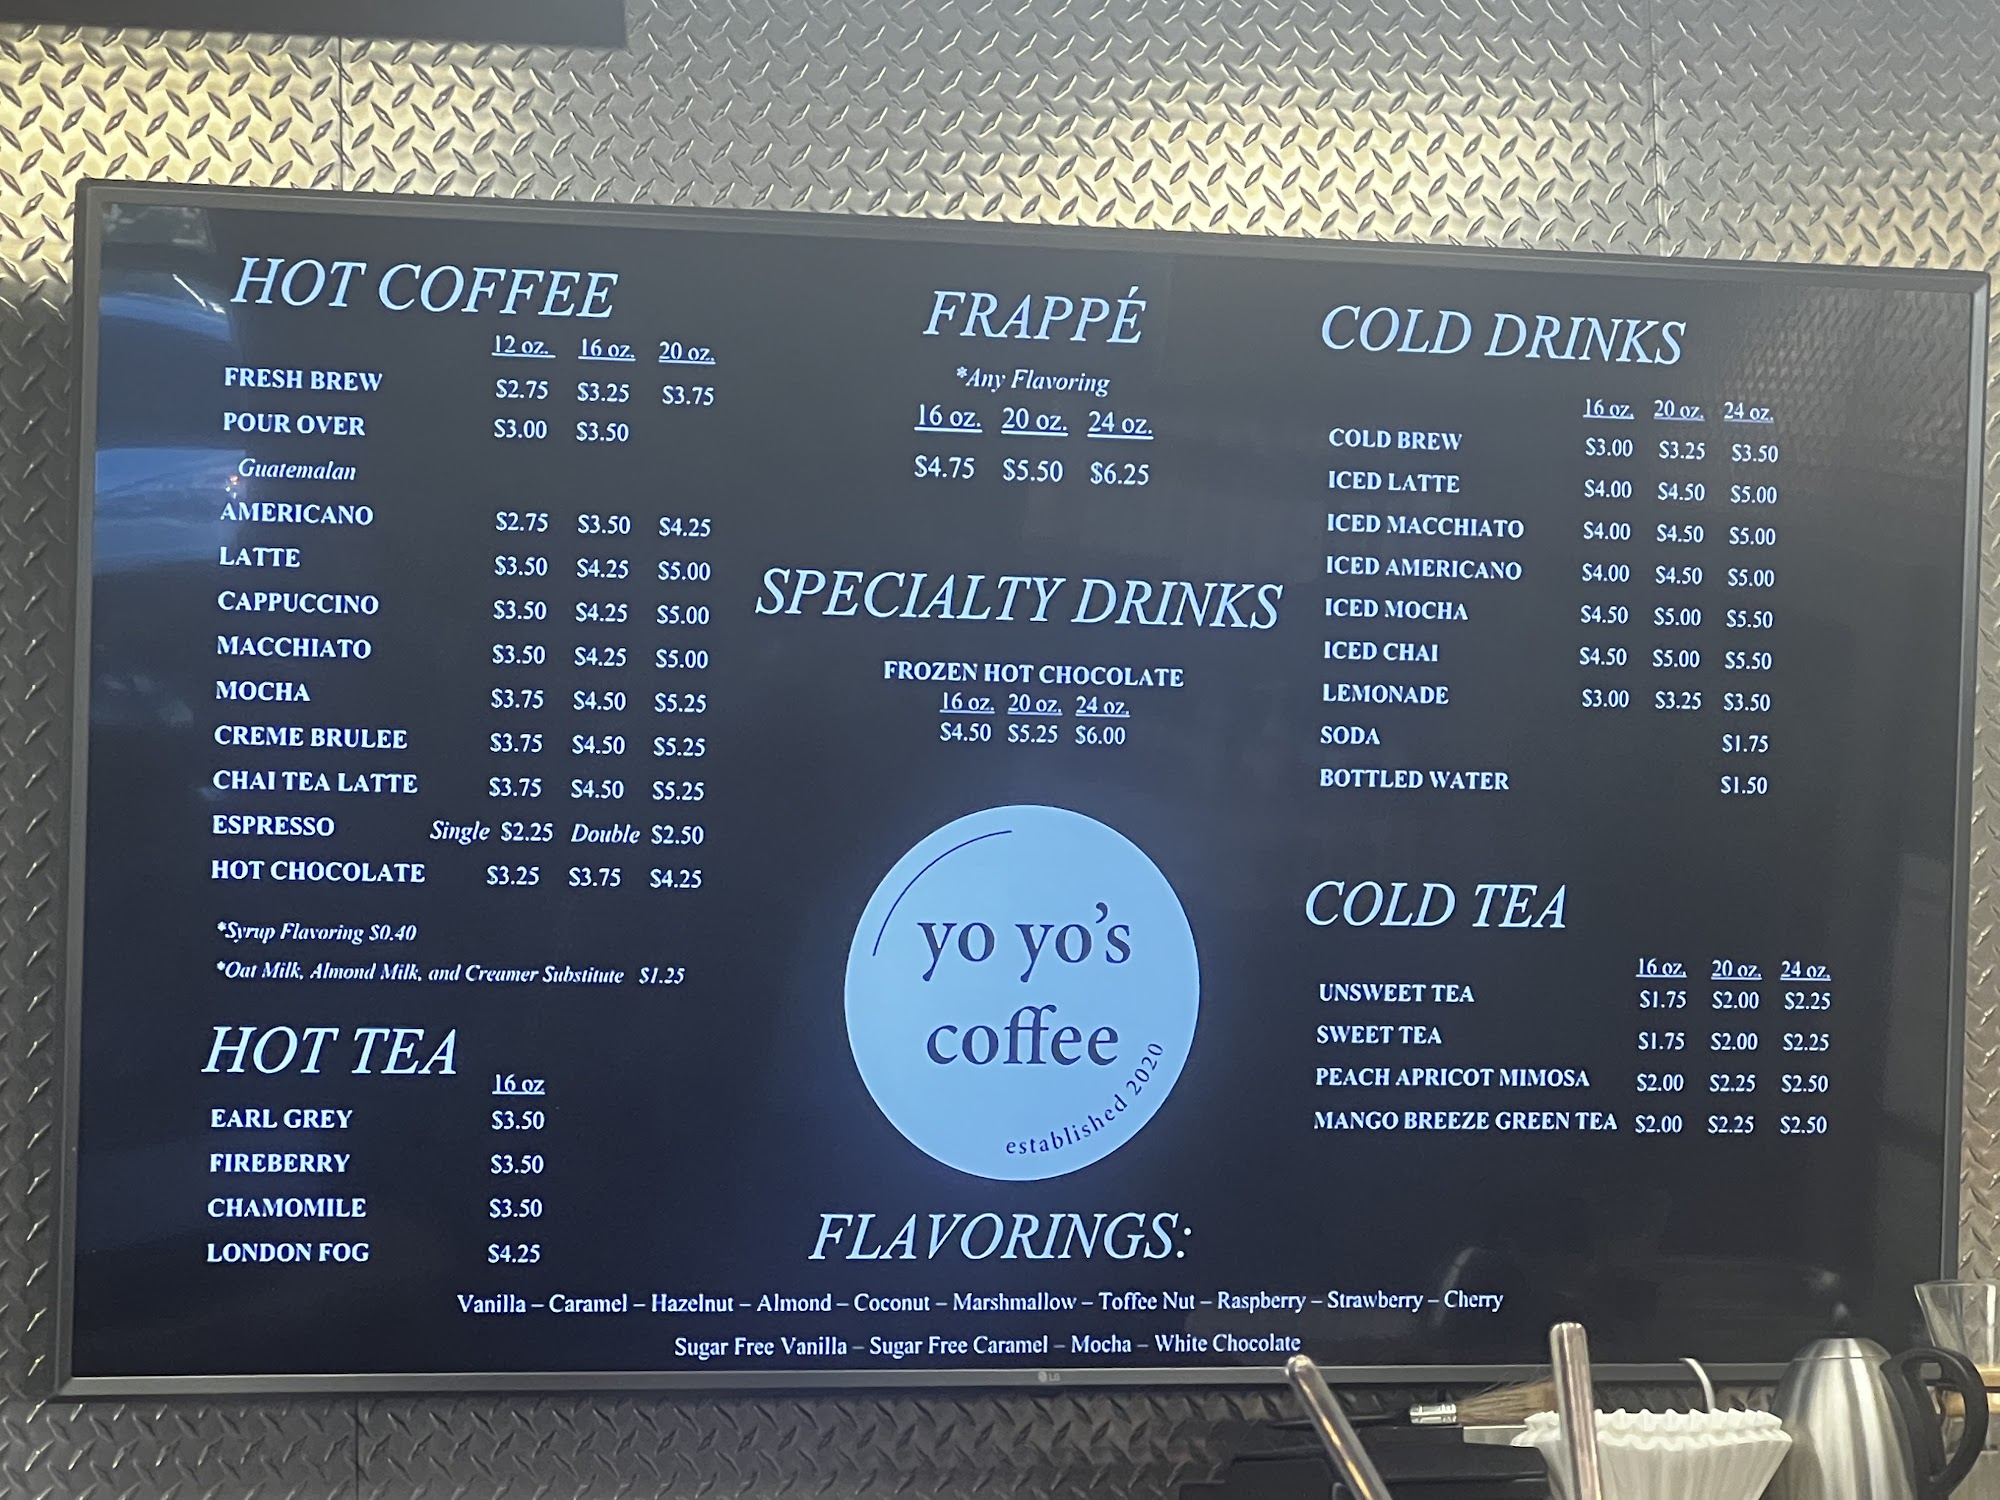 HOT COFFEE
12 oz. 16 oz. 20 oz.
FRESH BREW $2.75 $3.25 $3.75
POUR OVER $3.00 $3.50
Guatemalan
AMERICANO $2.75 $3.50 $4.25
LATTE $3.50 $4.25 $5.00
CAPPUCCINO $3.50 $4.25 $5.00
MACCHIATO $3.50 $4.25 $5.00
MOCHA $3.75 $4.50 $5.25
CREME BRULEE $3.75 $4.50 $5.25
CHAI TEA LATTE $3.75 $4.50 $5.25
ESPRESSO Single $2.25 Double $2.50
HOT CHOCOLATE $3.25 $3.75 $4.25
*Syrup Flavoring $0.40
*Oat Milk, Almond Milk, and Creamer Substitute $1.25
HOT TEA
16 oz
EARL GREY $3.50
FIREBERRY $3.50
CHAMOMILE $3.50
LONDON FOG $4.25
FRAPPÉ
*Any Flavoring
16 oz. 20 oz. 24 oz.
$4.75 $5.50 $6.25
SPECIALTY DRINKS
FROZEN HOT CHOCOLATE
16 oz. 20 oz. 24 oz.
$4.50 $5.25 $6.00
yo yo's
coffee
established 2020
COLD DRINKS
16 oz. 20 oz. 24 oz.
COLD BREW $3.00 $3.25 $3.50
ICED LATTE $4.00 $4.50 $5.00
ICED MACCHIATO $4.00 $4.50 $5.00
ICED AMERICANO $4.00 $4.50 $5.00
ICED MOCHA $4.50 $5.00 $5.50
ICED CHAI $4.50 $5.00 $5.50
LEMONADE $3.00 $3.25 $3.50
SODA $1.75
BOTTLED WATER $1.50
COLD TEA
16 oz. 20 oz. 24 oz.
UNSWEET TEA $1.75 $2.00 $2.25
SWEET TEA $1.75 $2.00 $2.25
PEACH APRICOT MIMOSA $2.00 $2.25 $2.50
MANGO BREEZE GREEN TEA $2.00 $2.25 $2.50
FLAVORINGS:
Vanilla – Caramel – Hazelnut – Almond – Coconut – Marshmallow – Toffee Nut – Raspberry – Strawberry – Cherry
Sugar Free Vanilla – Sugar Free Caramel – Mocha – White Chocolate
LG